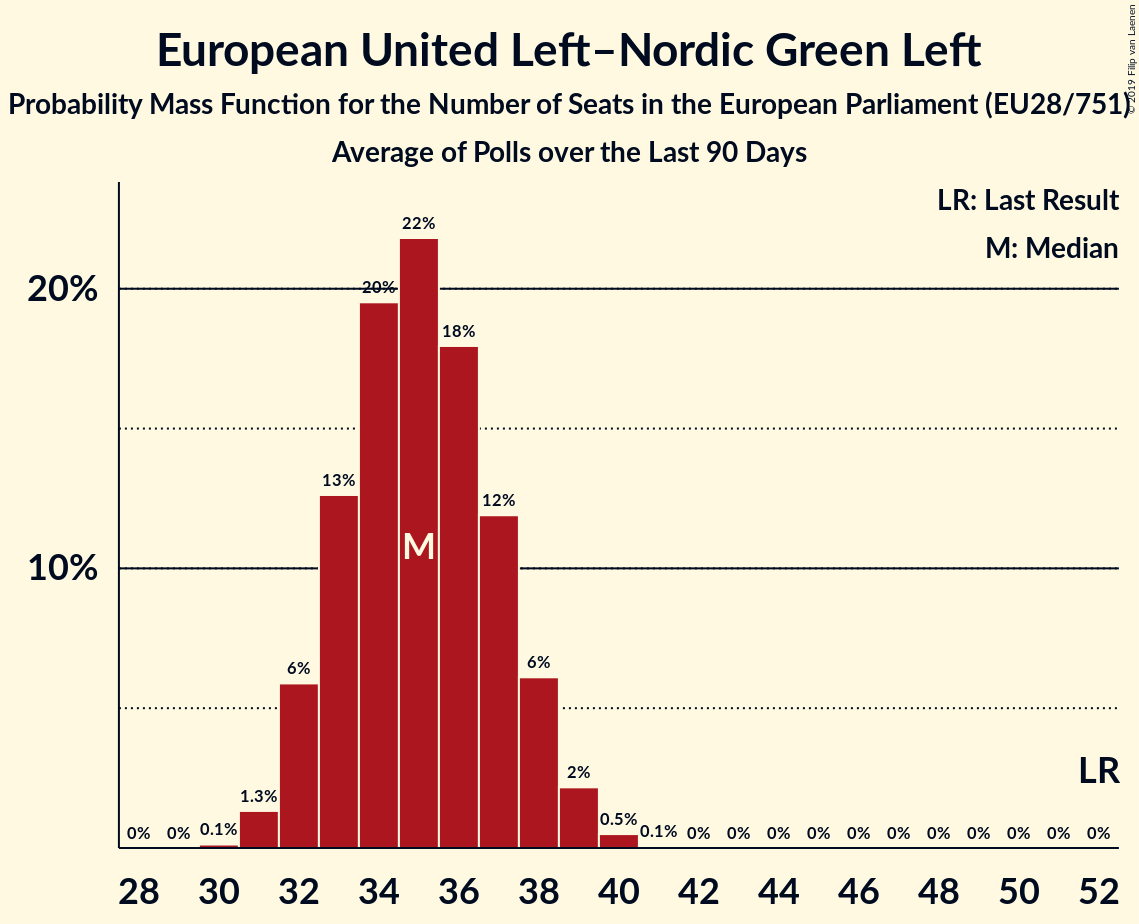 European United Left–Nordic Green Left
Probability Mass Function for the Number of Seats in the European Parliament (EU28/751)
Average of Polls over the Last 90 Days
© 2019 Filip van Laenen
LR: Last Result
M: Median
20%
10%
0% 0% 0.1% 1.3% 6% 13% 20% 22% 18% 12% 6% 2% 0.5% 0.1% 0% 0% 0% 0% 0% 0% 0% 0% 0% 0% 0%
M
LR
28 30 32 34 36 38 40 42 44 46 48 50 52